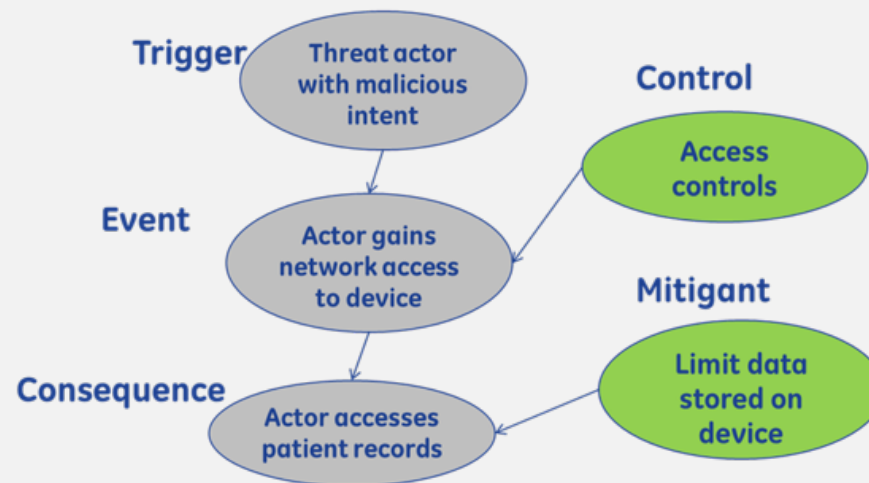 Trigger
Threat actor
with malicious
intent
Control
Access
controls
Event
Actor gains
network access
to device
Mitigant
Limit data
stored on
device
Consequence
Actor accesses
patient records